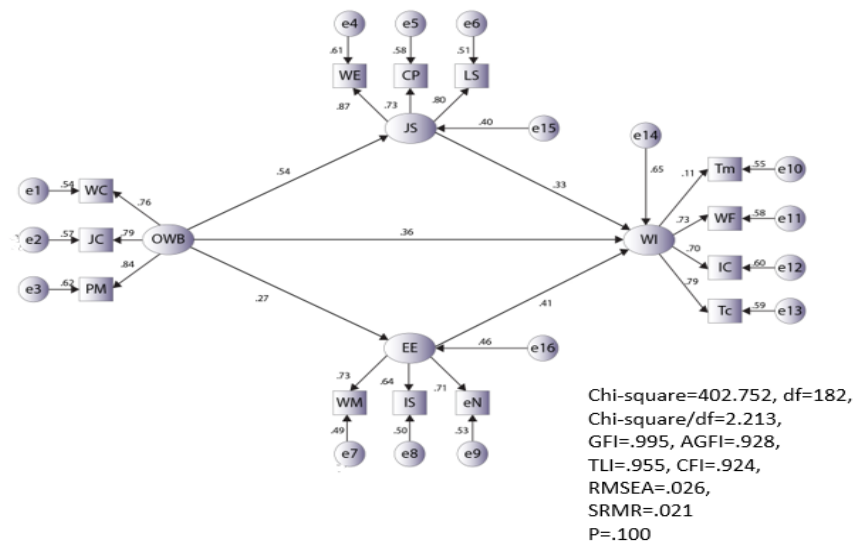 e4 e5 e6
.61 .58 .51
WE CP LS
.87 .73 .80
JS .40 e15
e14
.54 .65
Tm .55 e10
.11
e1 .54 WC .33
.76 .73 WF .58 e11
e2 .57 JC .79 OWB .36 WI
.70 IC .60 e12
.84 .79
e3 .62 PM
.27 .41 Tc .59 e13
EE .46 e16
.73 .64 .71
WM IS eN
.49 .50 .53
e7 e8 e9
Chi-square=402.752, df=182,
Chi-square/df=2.213,
GFI=.995, AGFI=.928,
TLI=.955, CFI=.924,
RMSEA=.026,
SRMR=.021
P=.100